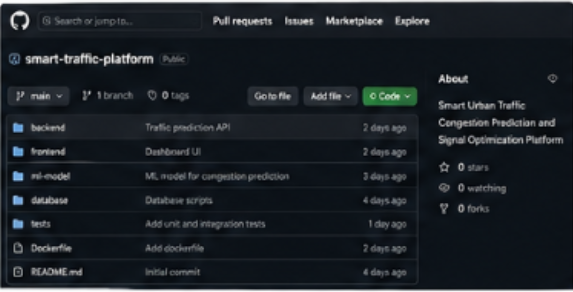 Search or jump to...
Pull requests Issues Marketplace Explore
smart-traffic-platform Public
main 1 branch 0 tags Go to file Add file Code
backend Traffic prediction API 2 days ago
frontend Dashboard UI 2 days ago
ml-model ML model for congestion prediction 3 days ago
database Database scripts 4 days ago
tests Add unit and integration tests 1 day ago
Dockerfile Add dockerfile 2 days ago
README.md Initial commit 4 days ago
About
Smart Urban Traffic
Congestion Prediction and
Signal Optimication Platform
0 stars
0 watching
0 forks